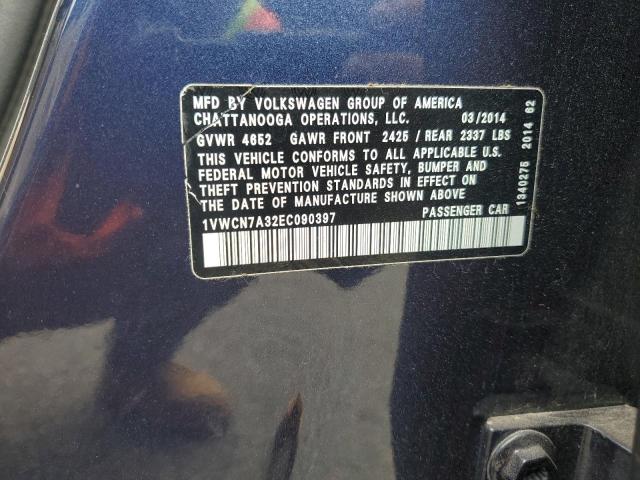 MFD BY VOLKSWAGEN GROUP OF AMERICA
CHATTANOOGA OPERATIONS, LLC. 03/2014
GVWR 4652 GAWR FRONT 2425 / REAR 2337 LBS
THIS VEHICLE CONFORMS TO ALL APPLICABLE U.S.
FEDERAL MOTOR VEHICLE SAFETY, BUMPER AND
THEFT PREVENTION STANDARDS IN EFFECT ON
THE DATE OF MANUFACTURE SHOWN ABOVE
1VWCN7A32EC090397 PASSENGER CAR
1340275 2014 62